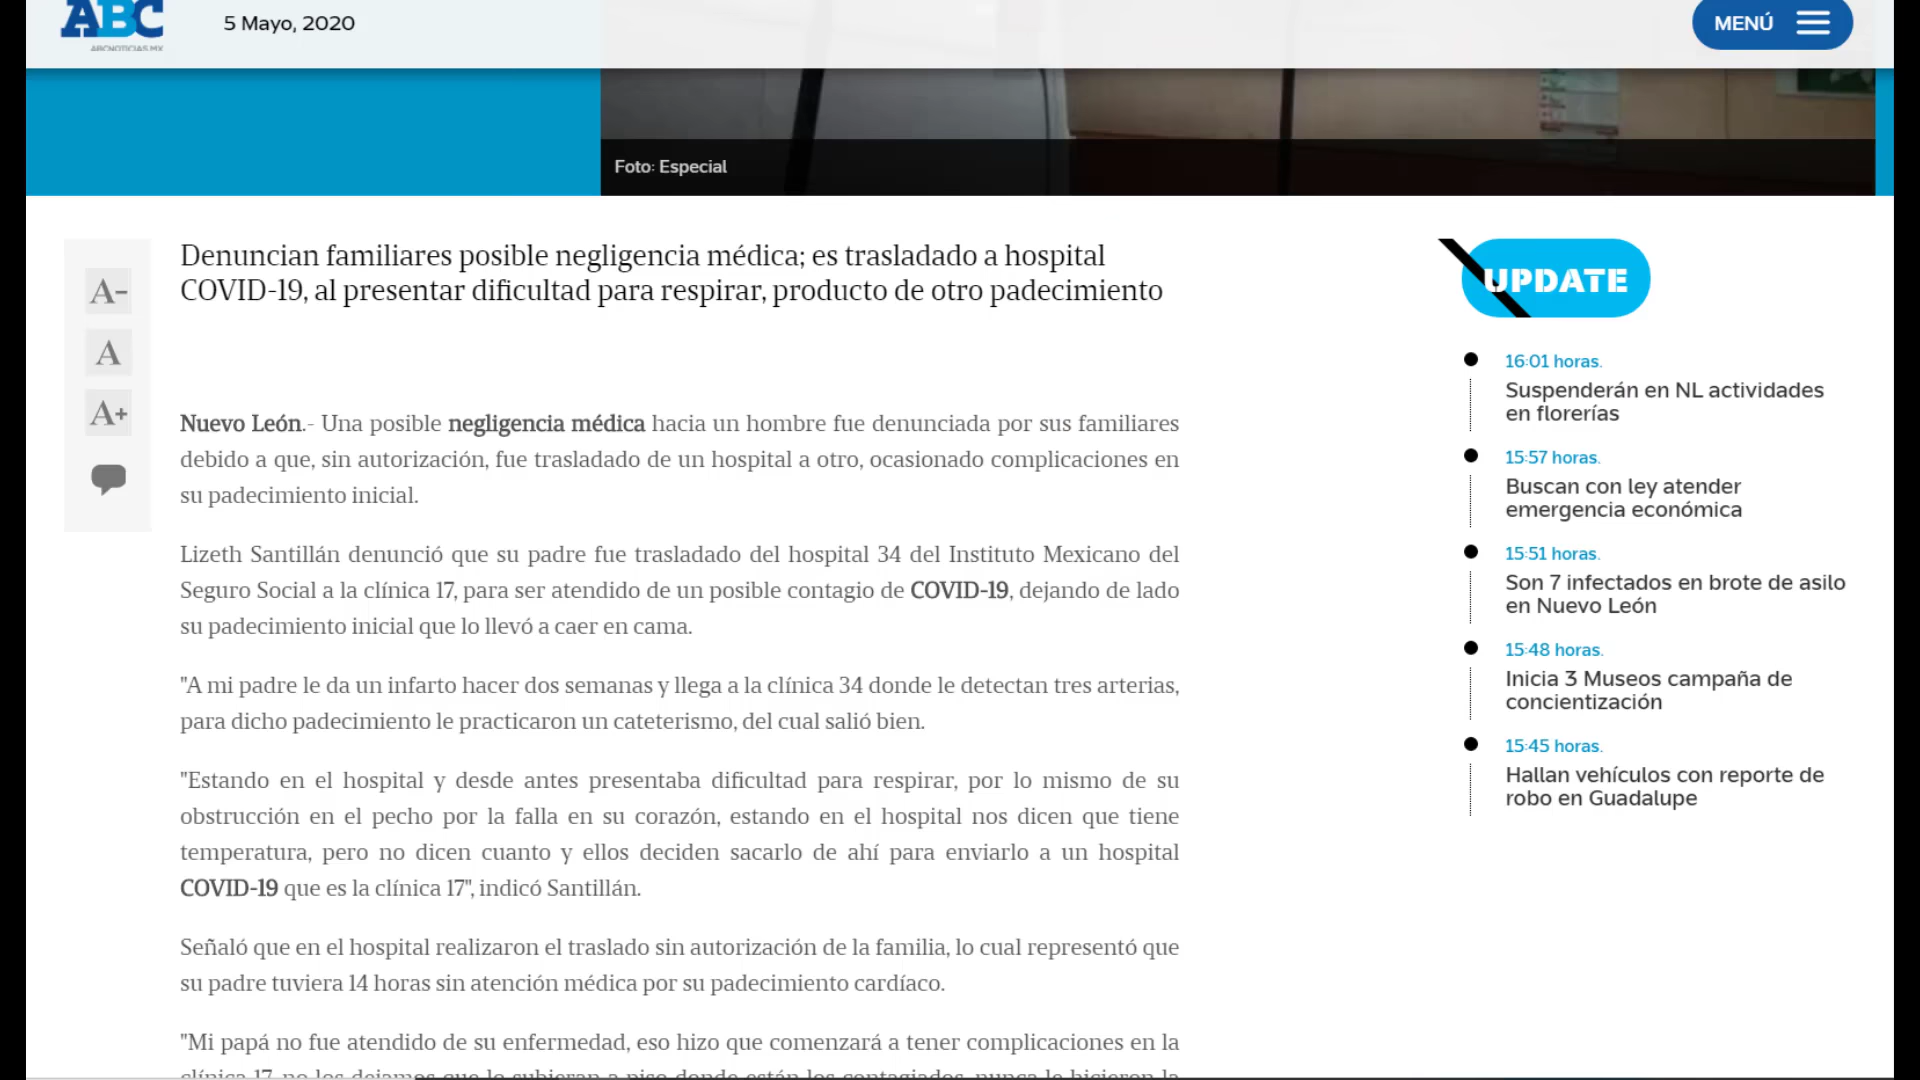 ABC
ABCNOTICIAS.MX
5 Mayo, 2020
MENÚ
Foto: Especial
A-
A
A+
Denuncian familiares posible negligencia médica; es trasladado a hospital
COVID-19, al presentar dificultad para respirar, producto de otro padecimiento
Nuevo León.- Una posible negligencia médica hacia un hombre fue denunciada por sus familiares
debido a que, sin autorización, fue trasladado de un hospital a otro, ocasionado complicaciones en
su padecimiento inicial.
Lizeth Santillán denunció que su padre fue trasladado del hospital 34 del Instituto Mexicano del
Seguro Social a la clínica 17, para ser atendido de un posible contagio de COVID-19, dejando de lado
su padecimiento inicial que lo llevó a caer en cama.
"A mi padre le da un infarto hacer dos semanas y llega a la clínica 34 donde le detectan tres arterias,
para dicho padecimiento le practicaron un cateterismo, del cual salió bien.
"Estando en el hospital y desde antes presentaba dificultad para respirar, por lo mismo de su
obstrucción en el pecho por la falla en su corazón, estando en el hospital nos dicen que tiene
temperatura, pero no dicen cuanto y ellos deciden sacarlo de ahí para enviarlo a un hospital
COVID-19 que es la clínica 17", indicó Santillán.
Señaló que en el hospital realizaron el traslado sin autorización de la familia, lo cual representó que
su padre tuviera 14 horas sin atención médica por su padecimiento cardíaco.
"Mi papá no fue atendido de su enfermedad, eso hizo que comenzará a tener complicaciones en la
clínica 17, no los dejamos que lo subieran a piso donde están los contagiados, nunca le hicieron la
UPDATE
16:01 horas.
Suspenderán en NL actividades
en florerías
15:57 horas.
Buscan con ley atender
emergencia económica
15:51 horas.
Son 7 infectados en brote de asilo
en Nuevo León
15:48 horas.
Inicia 3 Museos campaña de
concientización
15:45 horas.
Hallan vehículos con reporte de
robo en Guadalupe